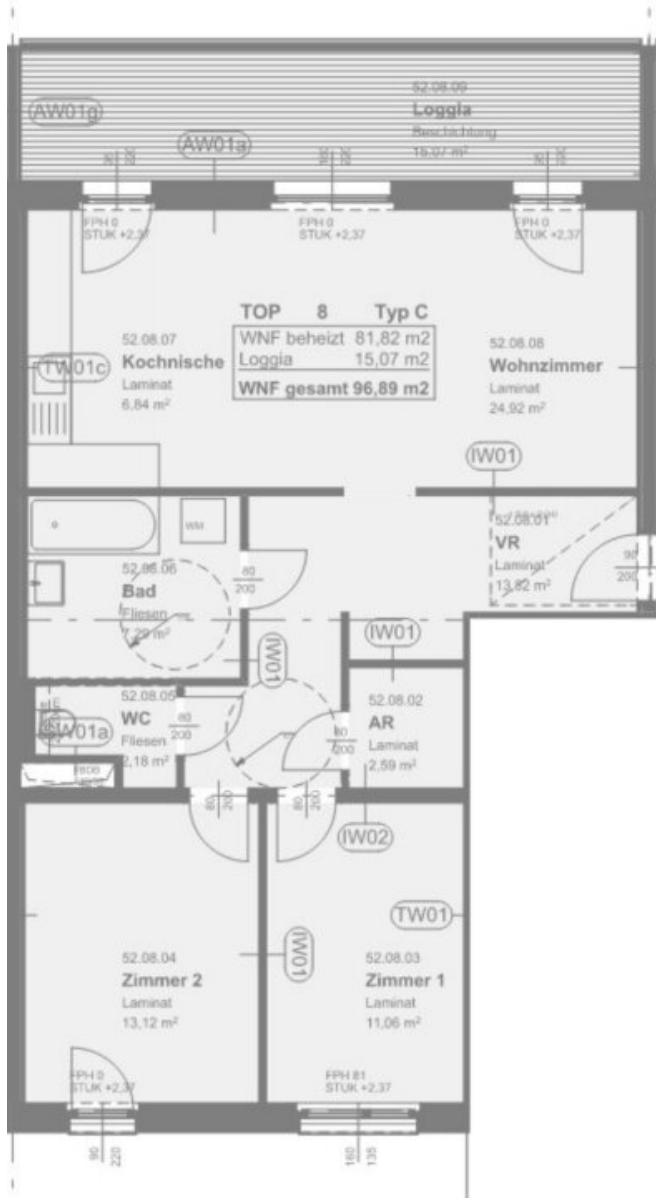 52.08.09
Loggia
Beschichtung
15,07 m²
AW01g
AW01a
220
220
220
FPH 0
STUK +2,37
FPH 0
STUK +2,37
FPH 0
STUK +2,37
TOP 8 Typ C
WNF beheizt 81,82 m2
Loggia 15,07 m2
WNF gesamt 96,89 m2
52.08.07
Kochnische
Laminat
6,84 m²
TW01c
52.08.08
Wohnzimmer
Laminat
24,92 m²
IW01
52.08.01
VR
Laminat
13,82 m²
90
200
WM
52.08.06
Bad
Fliesen
7,29 m²
80
200
IW01
IW01
52.08.05
WC
Fliesen
2,18 m²
80
200
52.08.02
AR
Laminat
2,59 m²
80
200
80
200
80
200
IW02
TW01
IW01
52.08.04
Zimmer 2
Laminat
13,12 m²
52.08.03
Zimmer 1
Laminat
11,06 m²
FPH 0
STUK +2,37
FPH 81
STUK +2,37
90
220
160
135